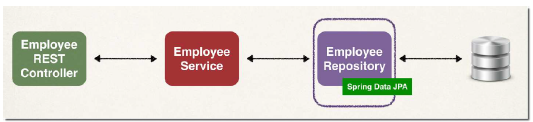 Employee
REST
Controller
Employee
Service
Employee
Repository
Spring Data JPA